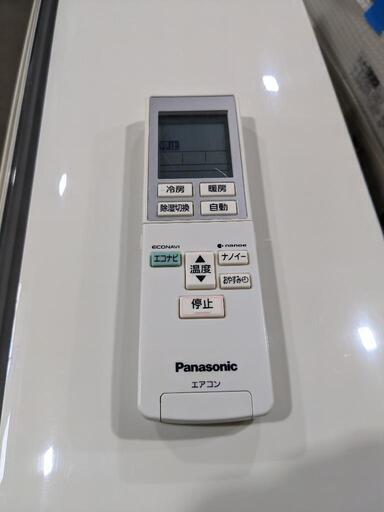 冷房 暖房
除湿切換 自動
ECONAVI nanoe
エコナビ 温度 ナノイー
おやすみ
停止
Panasonic
エアコン